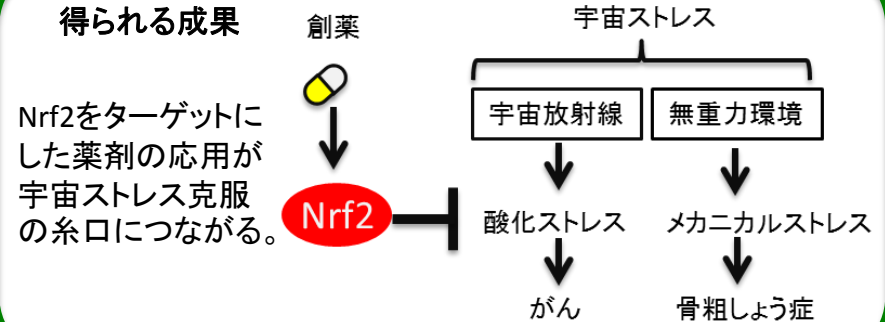 得られる成果
創薬
Nrf2をターゲットに
した薬剤の応用が
宇宙ストレス克服
の糸口につながる。
Nrf2
宇宙ストレス
宇宙放射線
無重力環境
酸化ストレス
メカニカルストレス
がん
骨粗しょう症